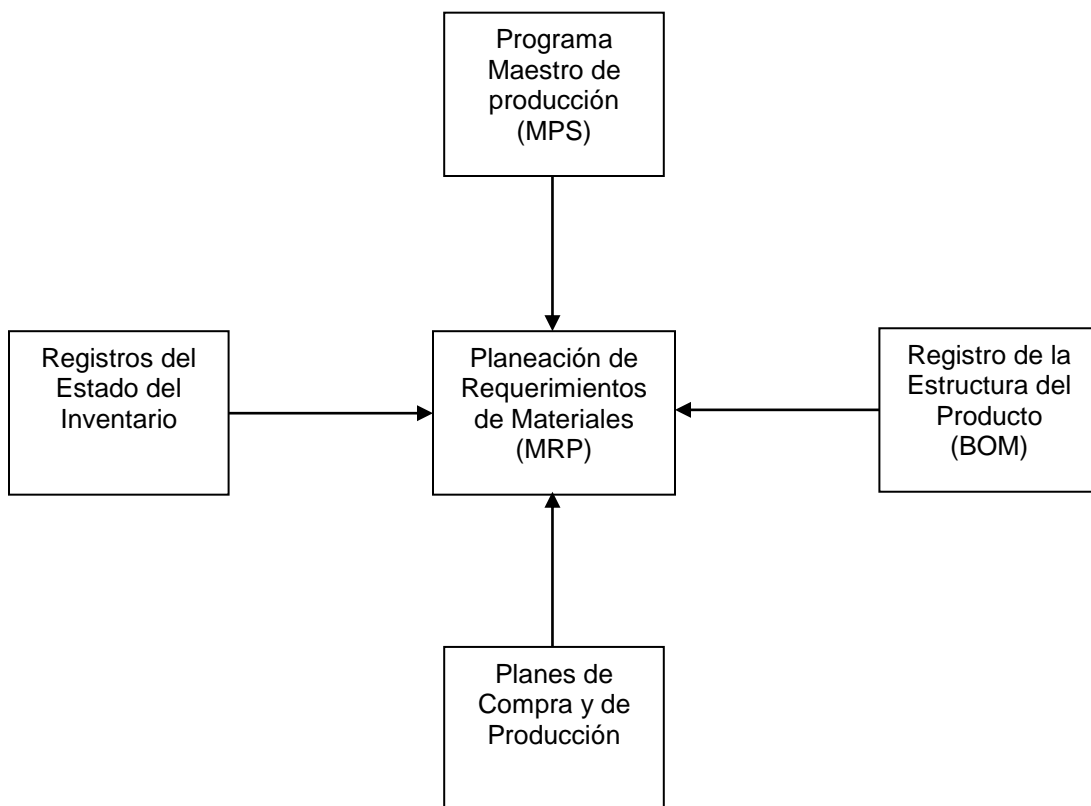 Programa
Maestro de
producción
(MPS)
Registros del
Estado del
Inventario
Planeación de
Requerimientos
de Materiales
(MRP)
Registro de la
Estructura del
Producto
(BOM)
Planes de
Compra y de
Producción